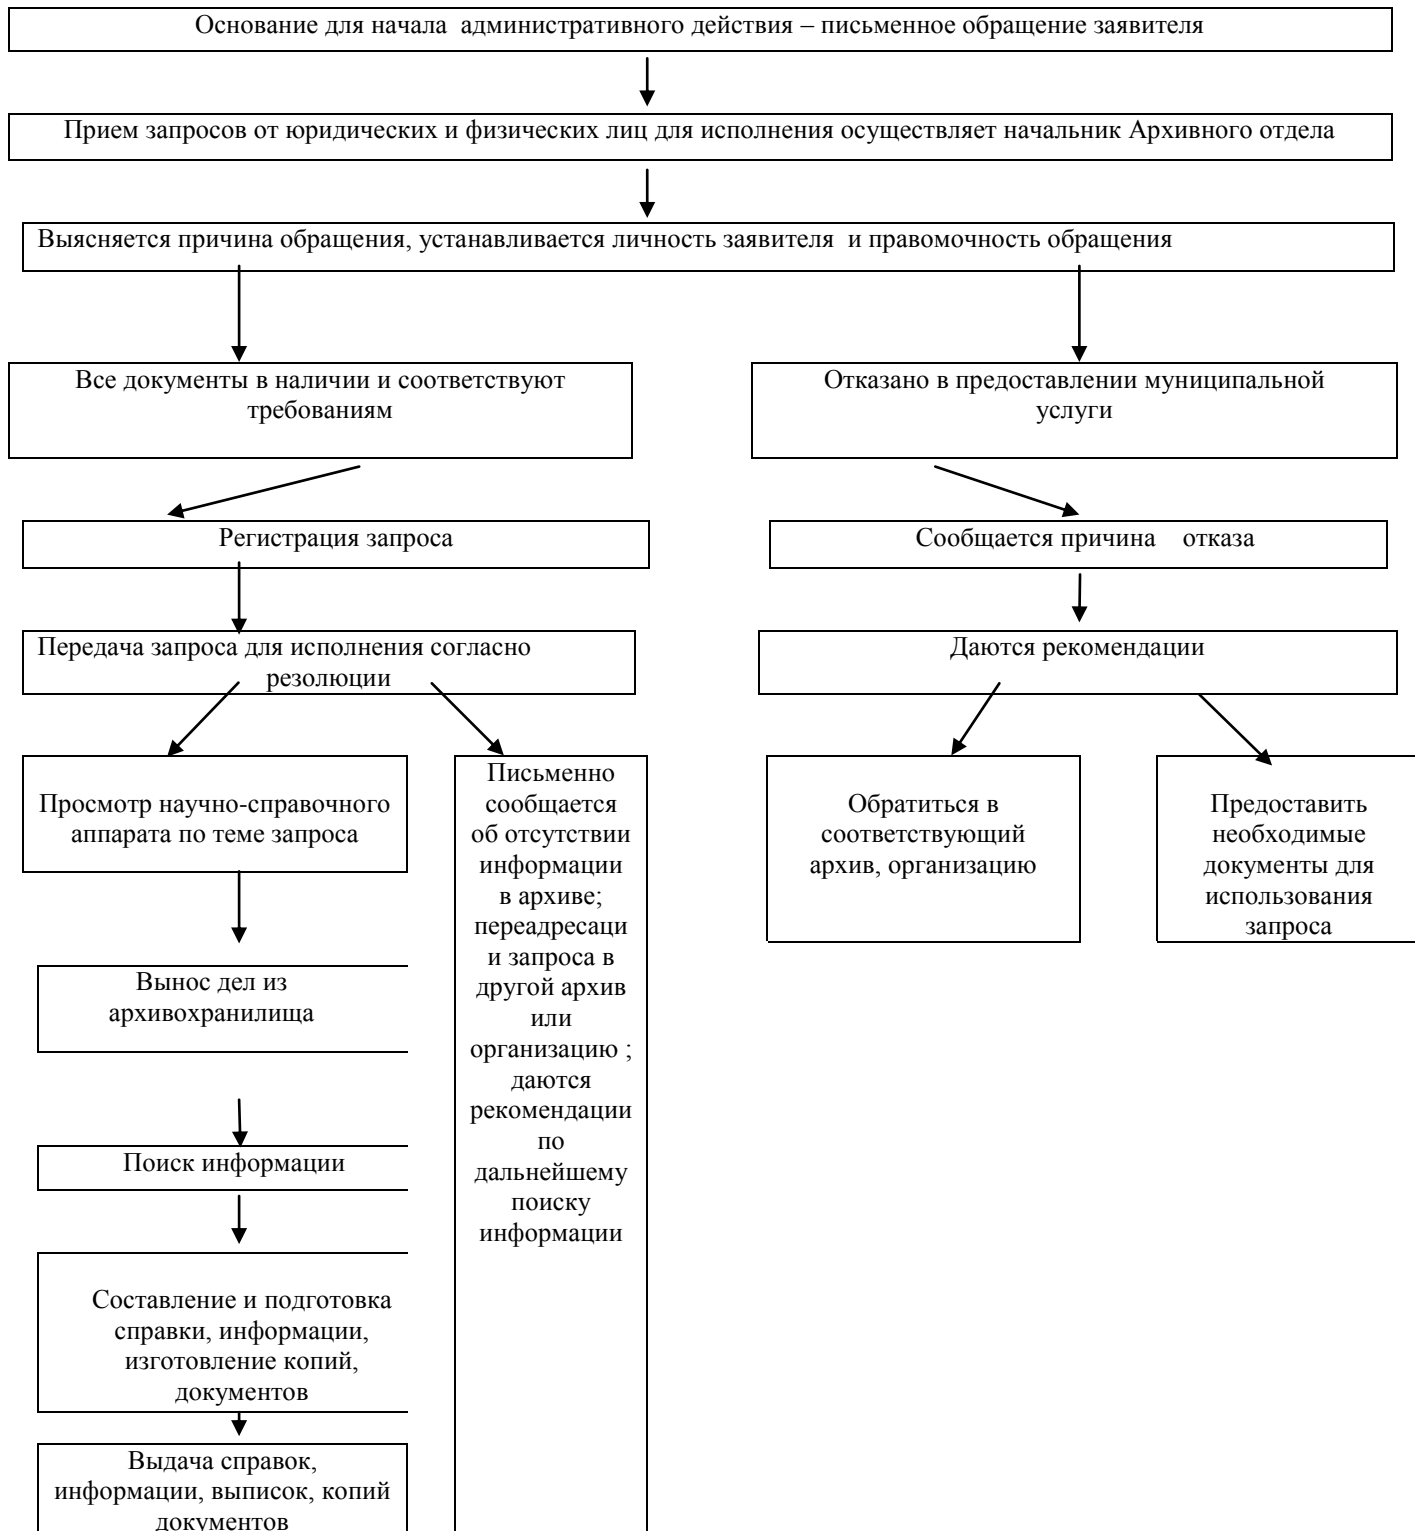 Основание для начала административного действия – письменное обращение заявителя
Прием запросов от юридических и физических лиц для исполнения осуществляет начальник Архивного отдела
Выясняется причина обращения, устанавливается личность заявителя и правомочность обращения
Все документы в наличии и соответствуют
требованиям
Отказано в предоставлении муниципальной
услуги
Регистрация запроса
Сообщается причина отказа
Передача запроса для исполнения согласно
резолюции
Даются рекомендации
Просмотр научно-справочного
аппарата по теме запроса
Письменно
сообщается
об отсутствии
информации
в архиве;
переадресаци
и запроса в
другой архив
или
организацию ;
даются
рекомендации
по
дальнейшему
поиску
информации
Обратиться в
соответствующий
архив, организацию
Предоставить
необходимые
документы для
использования
запроса
Вынос дел из
архивохранилища
Поиск информации
Составление и подготовка
справки, информации,
изготовление копий,
документов
Выдача справок,
информации, выписок, копий
документов